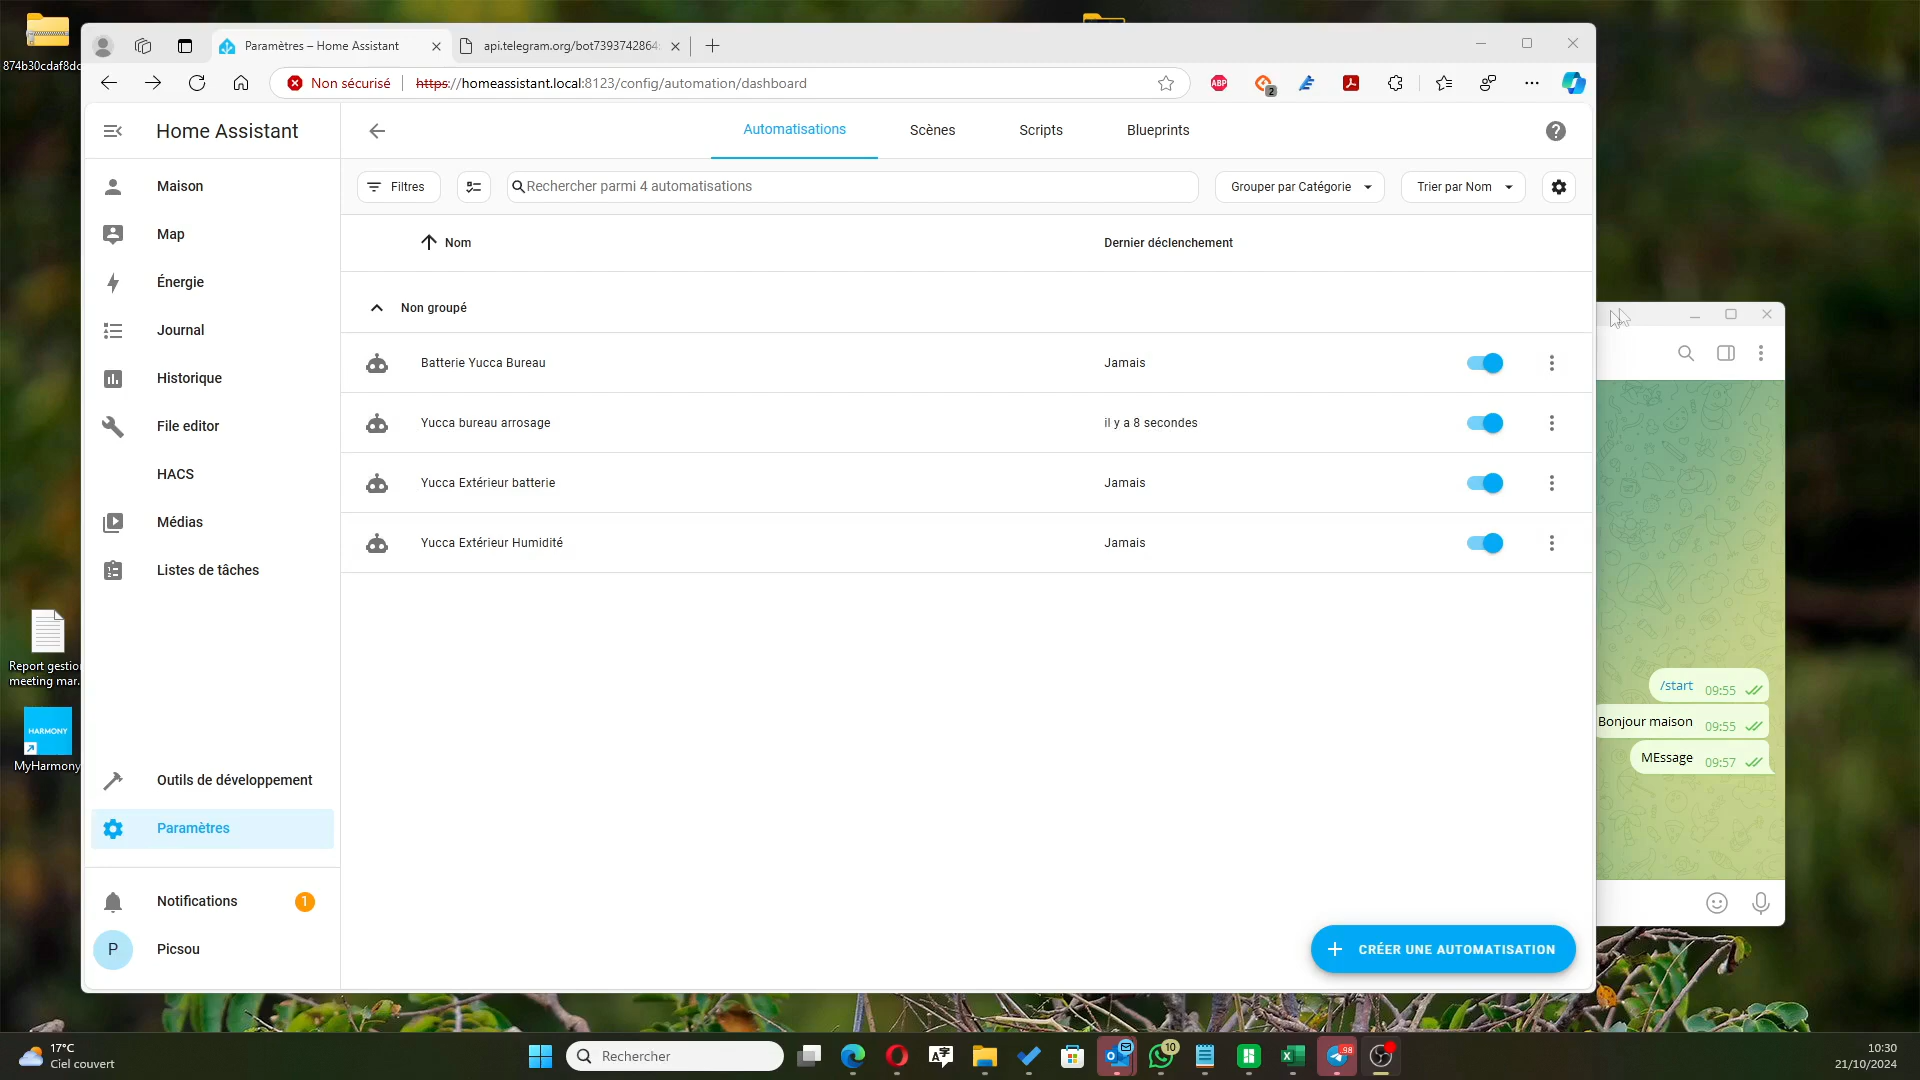 874b30cdaf8dc
Paramètres – Home Assistant
api.telegram.org/bot7393742864:
Non sécurisé
https://homeassistant.local:8123/config/automation/dashboard
ABP
2
Home Assistant
Automatisations
Scènes
Scripts
Blueprints
Maison
Filtres
Rechercher parmi 4 automatisations
Grouper par Catégorie
Trier par Nom
Map
Nom
Dernier déclenchement
Énergie
Non groupé
Journal
Batterie Yucca Bureau
Jamais
Historique
Yucca bureau arrosage
il y a 8 secondes
File editor
HACS
Yucca Extérieur batterie
Jamais
Médias
Yucca Extérieur Humidité
Jamais
Listes de tâches
Report gestion
meeting mar...
/start 09:55
Bonjour maison 09:55
MEssage 09:57
HARMONY
MyHarmony
Outils de développement
Paramètres
Notifications
1
P
Picsou
CRÉER UNE AUTOMATISATION
17°C
Ciel couvert
Rechercher
10
98
10:30
21/10/2024